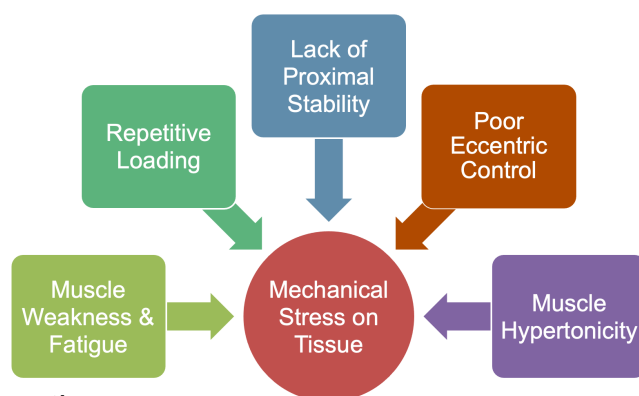 Lack of
Proximal
Stability
Repetitive
Loading
Poor
Eccentric
Control
Muscle
Weakness &
Fatigue
Mechanical
Stress on
Tissue
Muscle
Hypertonicity